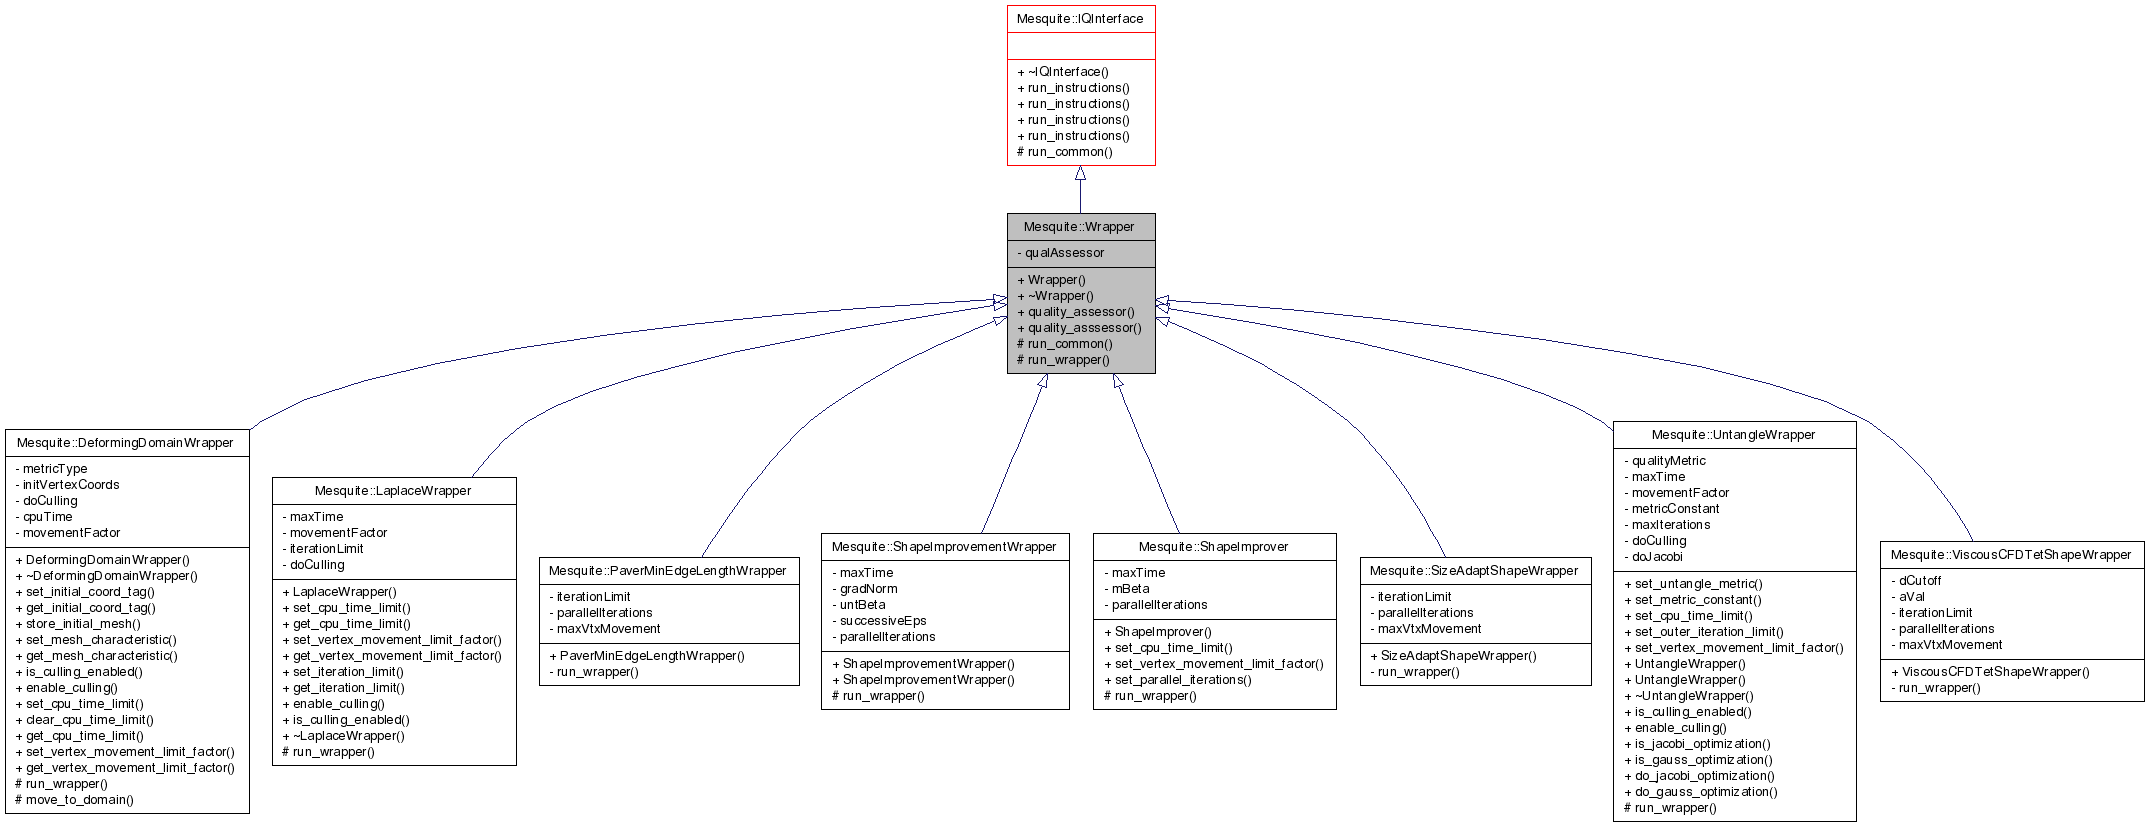 Mesquite::IQInterface
+ ~IQInterface()
+ run_instructions()
+ run_instructions()
+ run_instructions()
+ run_instructions()
# run_common()
Mesquite::Wrapper
- qualAssessor
+ Wrapper()
+ ~Wrapper()
+ quality_assessor()
+ quality_asssessor()
# run_common()
# run_wrapper()
Mesquite::DeformingDomainWrapper
- metricType
- initVertexCoords
- doCulling
- cpuTime
- movementFactor
+ DeformingDomainWrapper()
+ ~DeformingDomainWrapper()
+ set_initial_coord_tag()
+ get_initial_coord_tag()
+ store_initial_mesh()
+ set_mesh_characteristic()
+ get_mesh_characteristic()
+ is_culling_enabled()
+ enable_culling()
+ set_cpu_time_limit()
+ clear_cpu_time_limit()
+ get_cpu_time_limit()
+ set_vertex_movement_limit_factor()
+ get_vertex_movement_limit_factor()
# run_wrapper()
# move_to_domain()
Mesquite::LaplaceWrapper
- maxTime
- movementFactor
- iterationLimit
- doCulling
+ LaplaceWrapper()
+ set_cpu_time_limit()
+ get_cpu_time_limit()
+ set_vertex_movement_limit_factor()
+ get_vertex_movement_limit_factor()
+ set_iteration_limit()
+ get_iteration_limit()
+ enable_culling()
+ is_culling_enabled()
+ ~LaplaceWrapper()
# run_wrapper()
Mesquite::PaverMinEdgeLengthWrapper
- iterationLimit
- parallelIterations
- maxVtxMovement
+ PaverMinEdgeLengthWrapper()
- run_wrapper()
Mesquite::ShapeImprovementWrapper
- maxTime
- gradNorm
- untBeta
- successiveEps
- parallelIterations
+ ShapeImprovementWrapper()
+ ShapeImprovementWrapper()
# run_wrapper()
Mesquite::ShapeImprover
- maxTime
- mBeta
- parallelIterations
+ ShapeImprover()
+ set_cpu_time_limit()
+ set_vertex_movement_limit_factor()
+ set_parallel_iterations()
# run_wrapper()
Mesquite::SizeAdaptShapeWrapper
- iterationLimit
- parallelIterations
- maxVtxMovement
+ SizeAdaptShapeWrapper()
- run_wrapper()
Mesquite::UntangleWrapper
- qualityMetric
- maxTime
- movementFactor
- metricConstant
- maxIterations
- doCulling
- doJacobi
+ set_untangle_metric()
+ set_metric_constant()
+ set_cpu_time_limit()
+ set_outer_iteration_limit()
+ set_vertex_movement_limit_factor()
+ UntangleWrapper()
+ UntangleWrapper()
+ ~UntangleWrapper()
+ is_culling_enabled()
+ enable_culling()
+ is_jacobi_optimization()
+ is_gauss_optimization()
+ do_jacobi_optimization()
+ do_gauss_optimization()
# run_wrapper()
Mesquite::ViscousCFDTetShapeWrapper
- dCutoff
- aVal
- iterationLimit
- parallelIterations
- maxVtxMovement
+ ViscousCFDTetShapeWrapper()
- run_wrapper()